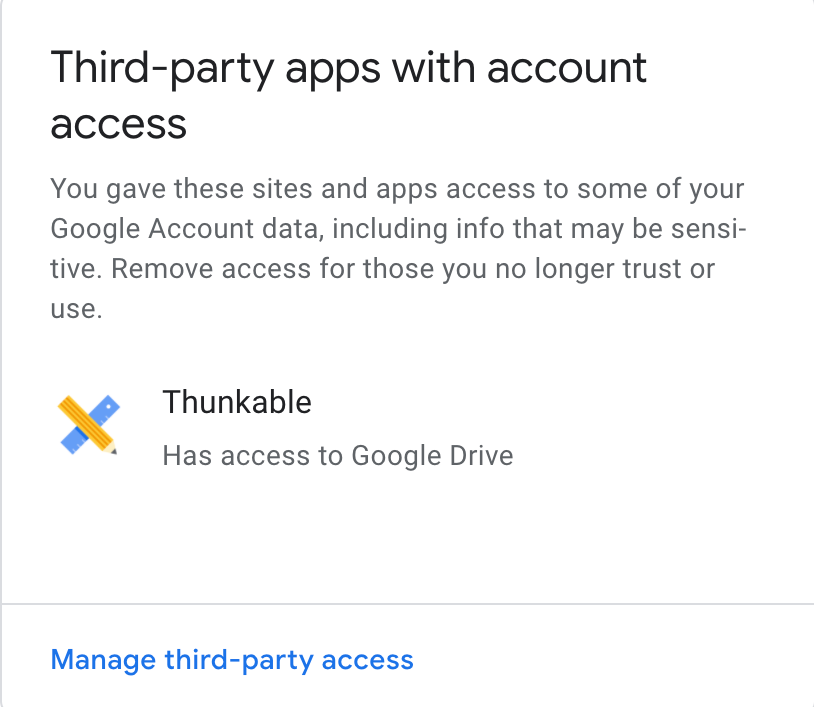 Third-party apps with account
access
You gave these sites and apps access to some of your
Google Account data, including info that may be sensi-
tive. Remove access for those you no longer trust or
use.
Thunkable
Has access to Google Drive
Manage third-party access